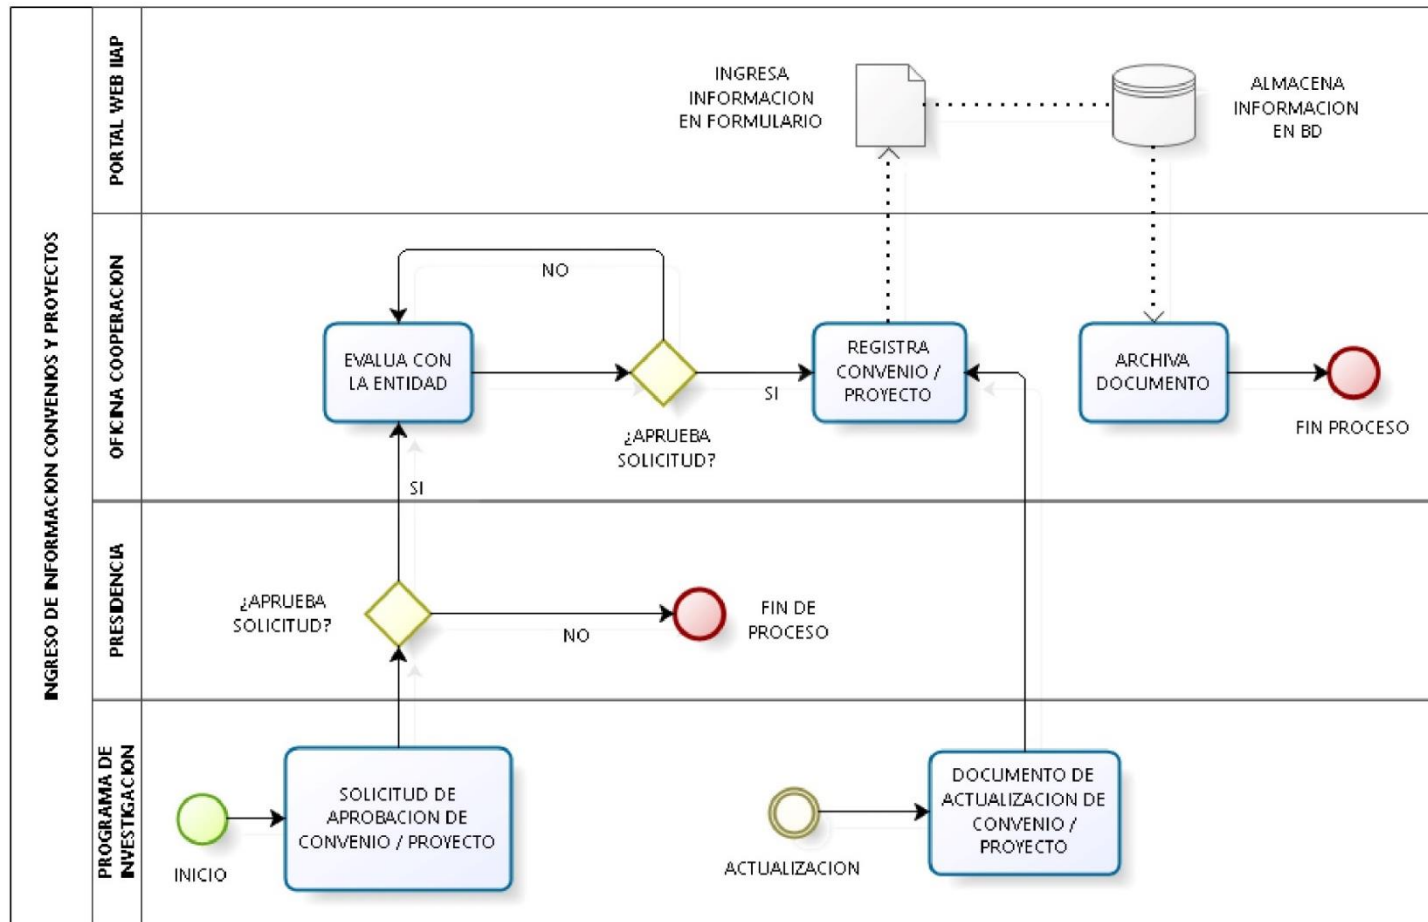 INGRESO DE INFORMACION CONVENIOS Y PROYECTOS
PORTAL WEB IIAP
INGRESA
INFORMACION
EN FORMULARIO
ALMACENA
INFORMACION
EN BD
OFICINA COOPERACION
NO
EVALUA CON
LA ENTIDAD
¿APRUEBA
SOLICITUD?
SI
REGISTRA
CONVENIO /
PROYECTO
ARCHIVA
DOCUMENTO
FIN PROCESO
SI
PRESIDENCIA
¿APRUEBA
SOLICITUD?
NO
FIN DE
PROCESO
PROGRAMA DE
INVESTIGACION
INICIO
SOLICITUD DE
APROBACION DE
CONVENIO / PROYECTO
ACTUALIZACION
DOCUMENTO DE
ACTUALIZACION DE
CONVENIO /
PROYECTO